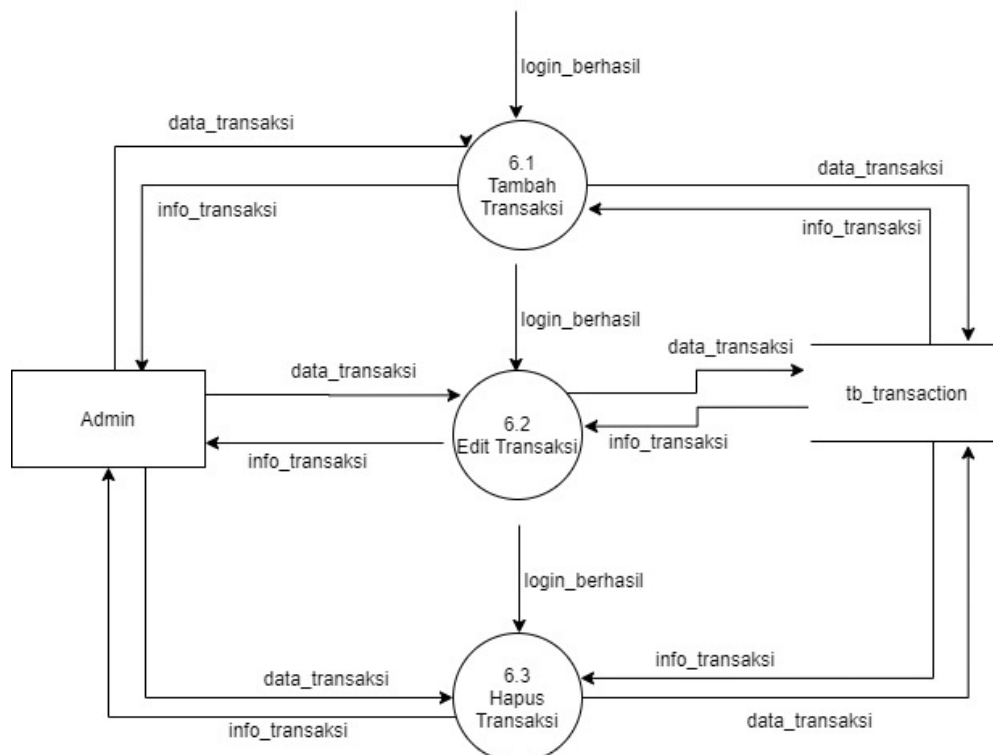 login_berhasil
data_transaksi
6.1
Tambah
Transaksi
data_transaksi
info_transaksi
info_transaksi
login_berhasil
data_transaksi
data_transaksi
Admin
6.2
Edit Transaksi
tb_transaction
info_transaksi
info_transaksi
login_berhasil
info_transaksi
data_transaksi
6.3
Hapus
Transaksi
info_transaksi
data_transaksi